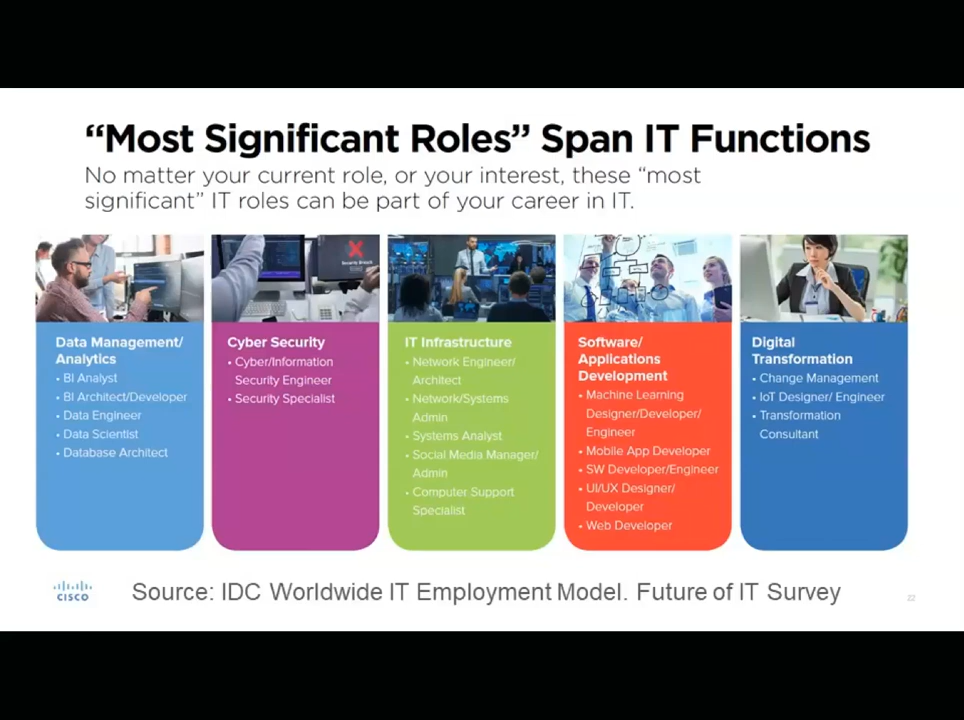 “Most Significant Roles” Span IT Functions
No matter your current role, or your interest, these “most
significant” IT roles can be part of your career in IT.
Security Breach
Data Management/
Analytics
• BI Analyst
• BI Architect/Developer
• Data Engineer
• Data Scientist
• Database Architect
Cyber Security
• Cyber/Information
Security Engineer
• Security Specialist
IT Infrastructure
• Network Engineer/
Architect
• Network/Systems
Admin
• Systems Analyst
• Social Media Manager/
Admin
• Computer Support
Specialist
Software/
Applications
Development
• Machine Learning
Designer/Developer/
Engineer
• Mobile App Developer
• SW Developer/Engineer
• UI/UX Designer/
Developer
• Web Developer
Digital
Transformation
• Change Management
• IoT Designer/ Engineer
• Transformation
Consultant
CISCO
Source: IDC Worldwide IT Employment Model. Future of IT Survey
22